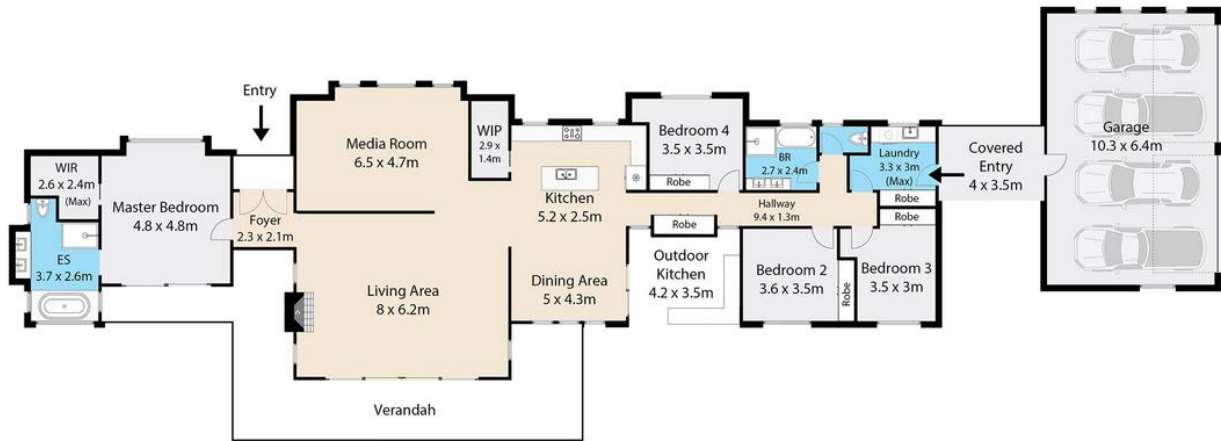 Entry
WIR
2.6 x 2.4m
(Max)
Master Bedroom
4.8 x 4.8m
ES
3.7 x 2.6m
Foyer
2.3 x 2.1m
Media Room
6.5 x 4.7m
WIP
2.9 x
1.4m
Living Area
8 x 6.2m
Verandah
Kitchen
5.2 x 2.5m
Dining Area
5 x 4.3m
Bedroom 4
3.5 x 3.5m
Robe
BR
2.7 x 2.4m
Laundry
3.3 x 3m
(Max)
Robe
Robe
Hallway
9.4 x 1.3m
Robe
Outdoor
Kitchen
4.2 x 3.5m
Bedroom 2
3.6 x 3.5m
Robe
Bedroom 3
3.5 x 3m
Covered
Entry
4 x 3.5m
Garage
10.3 x 6.4m